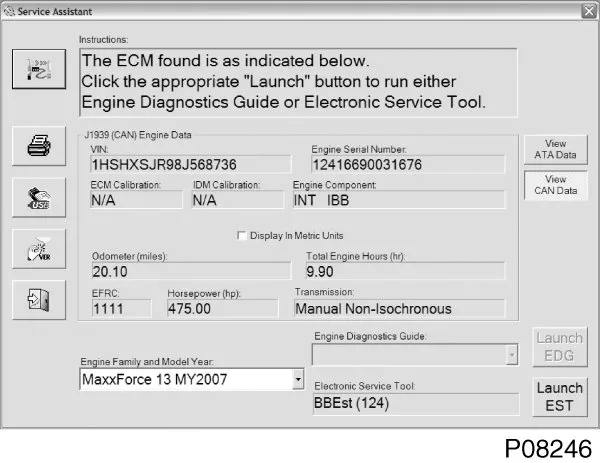 Service Assistant
Instructions:
The ECM found is as indicated below.
Click the appropriate "Launch" button to run either
Engine Diagnostics Guide or Electronic Service Tool.
J1939 (CAN) Engine Data
VIN:
1HSHXSJR98J568736
Engine Serial Number:
12416690031676
View
ATA Data
ECM Calibration:
N/A
IDM Calibration:
N/A
Engine Component:
INT IBB
View
CAN Data
USB
Display In Metric Units
VER
Odometer (miles):
20.10
Total Engine Hours (hr):
9.90
EFRC:
1111
Horsepower (hp):
475.00
Transmission:
Manual Non-Isochronous
Engine Diagnostics Guide:
Launch
EDG
Engine Family and Model Year:
MaxxForce 13 MY2007
Electronic Service Tool:
BBEst (124)
Launch
EST
P08246